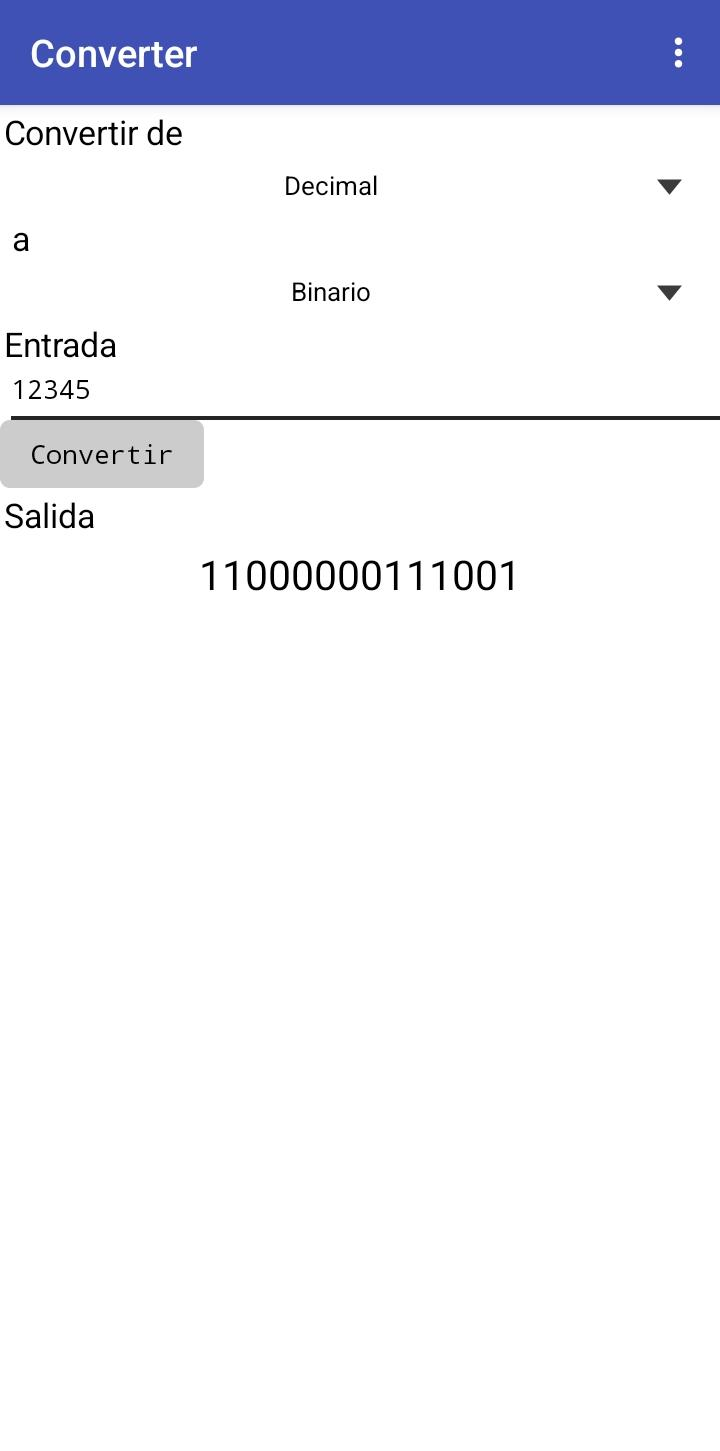 Converter
Convertir de
Decimal
a
Binario
Entrada
12345
Convertir
Salida
11000000111001